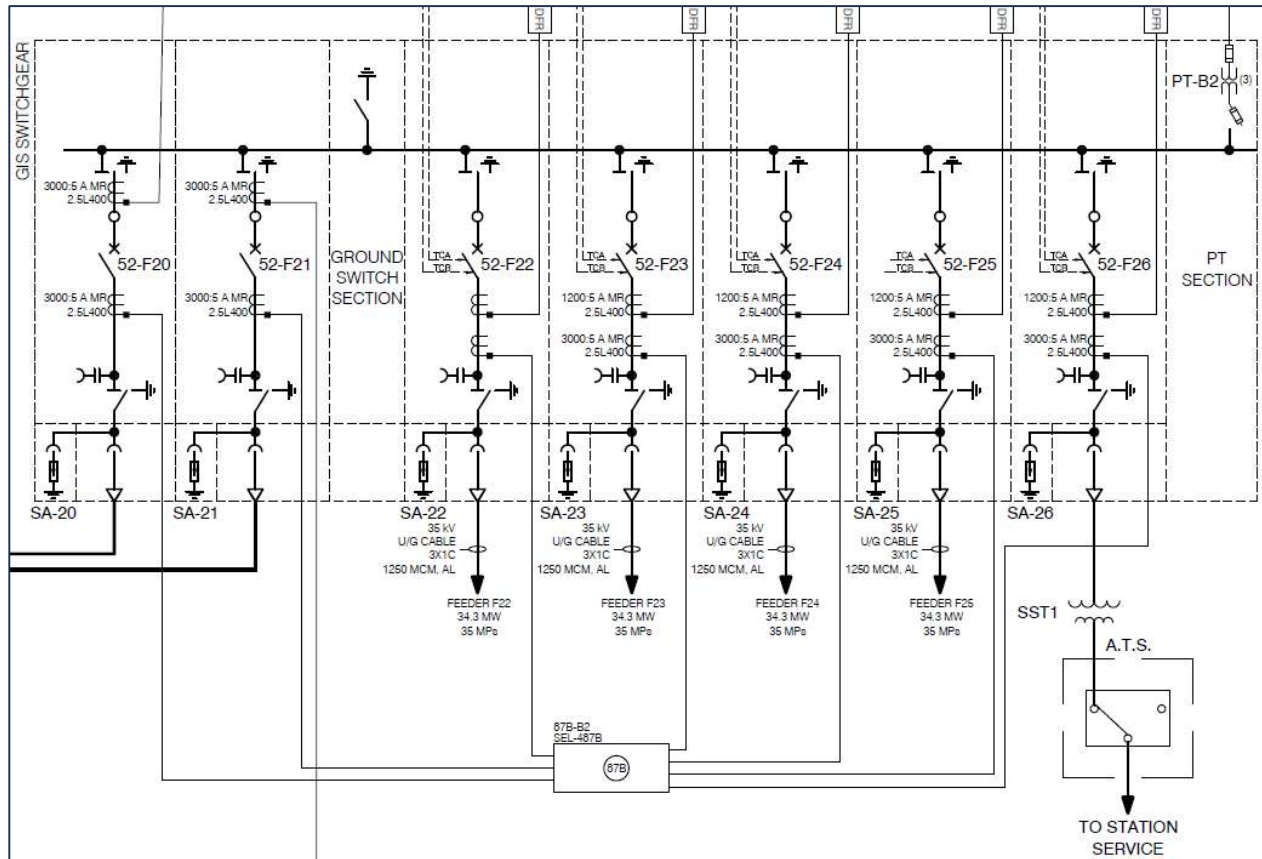 DFR
DFR
DFR
DFR
DFR
GIS SWITCHGEAR
PT-B2 (3)
3000:5 A MR
2.5L400
3000:5 A MR
2.5L400
52-F20
52-F21
GROUND
SWITCH
SECTION
TCA
TCB
52-F22
TCA
TCB
52-F23
TCA
TCB
52-F24
TCA
TCB
52-F25
TCA
TCB
52-F26
PT
SECTION
3000:5 A MR
2.5L400
3000:5 A MR
2.5L400
1200:5 A MR
2.5L400
1200:5 A MR
2.5L400
1200:5 A MR
2.5L400
1200:5 A MR
2.5L400
3000:5 A MR
2.5L400
3000:5 A MR
2.5L400
3000:5 A MR
2.5L400
3000:5 A MR
2.5L400
SA-20
SA-21
SA-22
SA-23
SA-24
SA-25
SA-26
35 kV
U/G CABLE
3X1C
1250 MCM, AL
35 kV
U/G CABLE
3X1C
1250 MCM, AL
35 kV
U/G CABLE
3X1C
1250 MCM, AL
35 kV
U/G CABLE
3X1C
1250 MCM, AL
FEEDER F22
34.3 MW
35 MPs
FEEDER F23
34.3 MW
35 MPs
FEEDER F24
34.3 MW
35 MPs
FEEDER F25
34.3 MW
35 MPs
SST1
A.T.S.
87B-B2
SEL-487B
87B
TO STATION
SERVICE